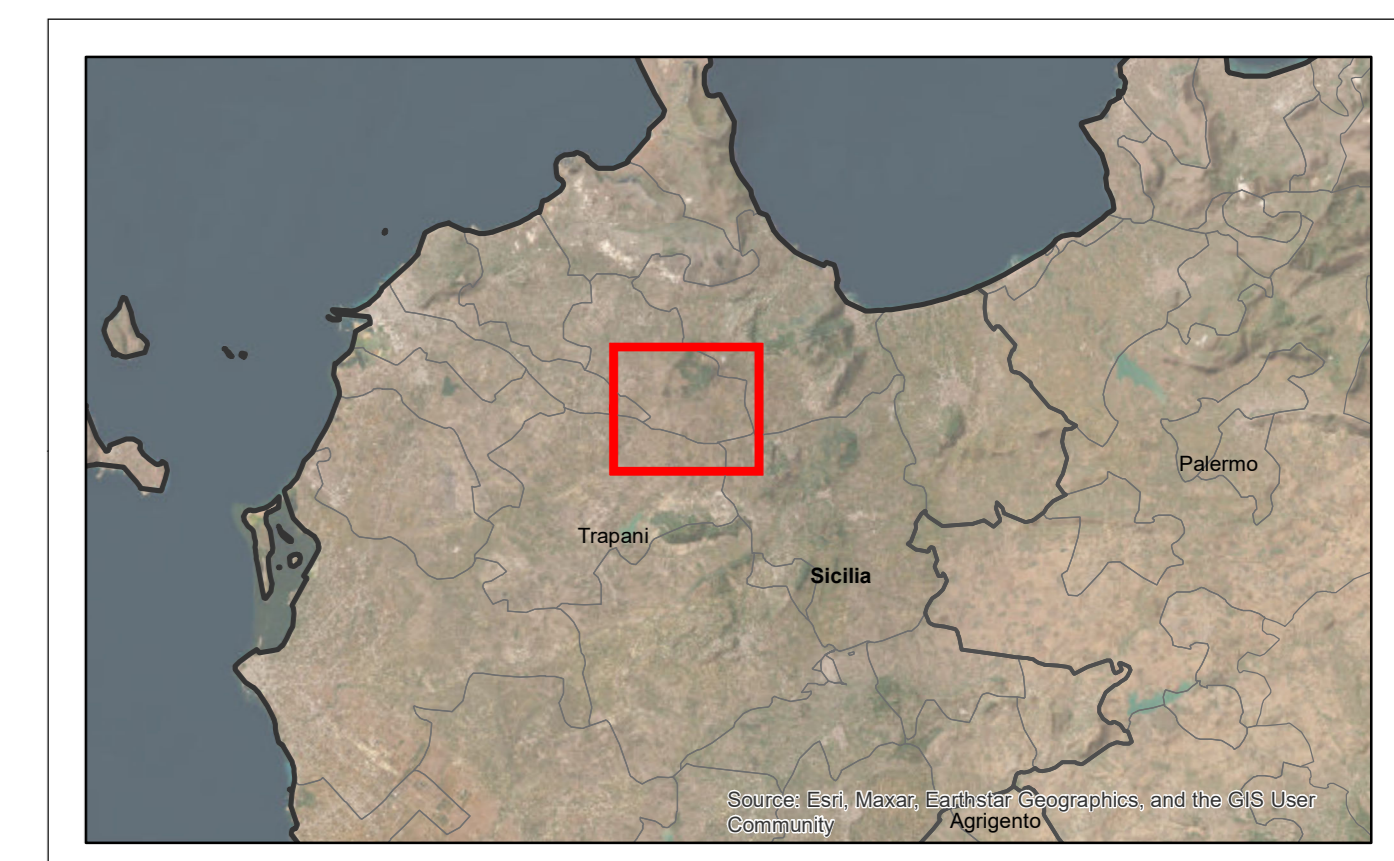 Palermo
Trapani
Sicilia
Source: Esri, Maxar, Earthstar Geographics, and the GIS User
Community
Agrigento